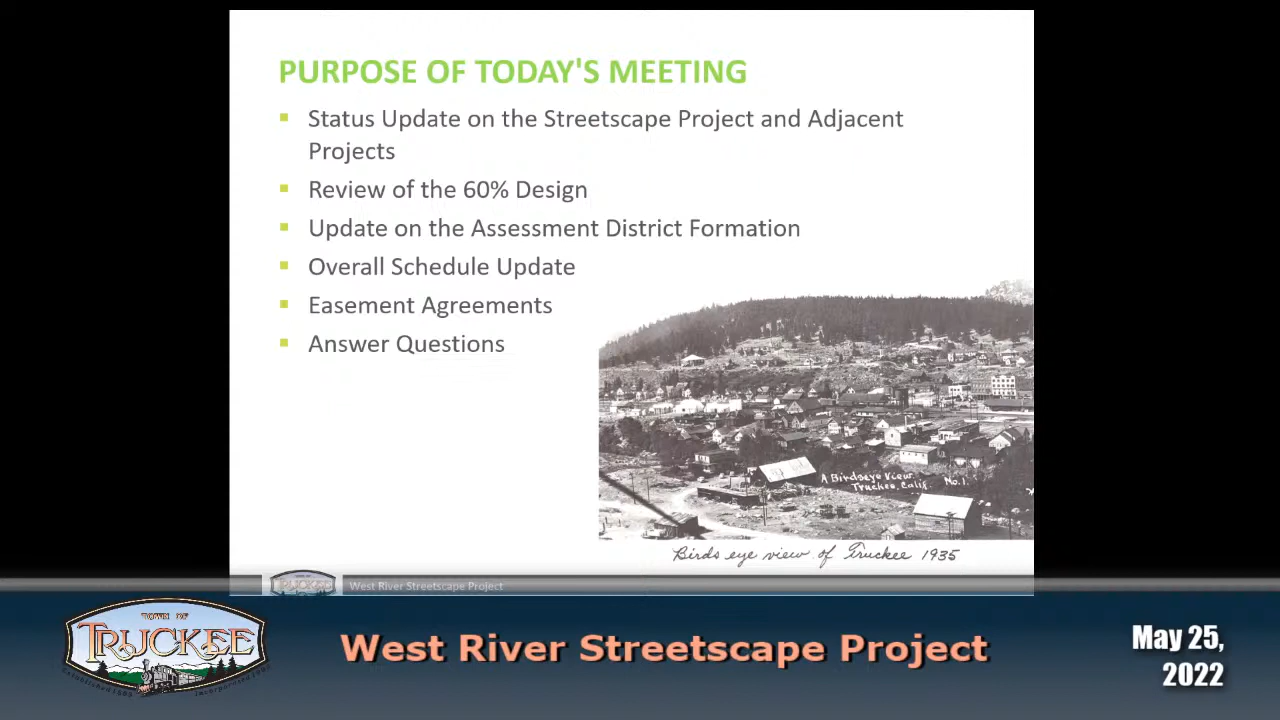 PURPOSE OF TODAY'S MEETING
▪ Status Update on the Streetscape Project and Adjacent
Projects
▪ Review of the 60% Design
▪ Update on the Assessment District Formation
▪ Overall Schedule Update
▪ Easement Agreements
▪ Answer Questions
A Birdseye View
Truckee, Calif. No.1.
Birds eye view of Truckee 1935
TRUCKEE
West River Streetscape Project
TOWN OF
TRUCKEE
West River Streetscape Project
May 25,
2022